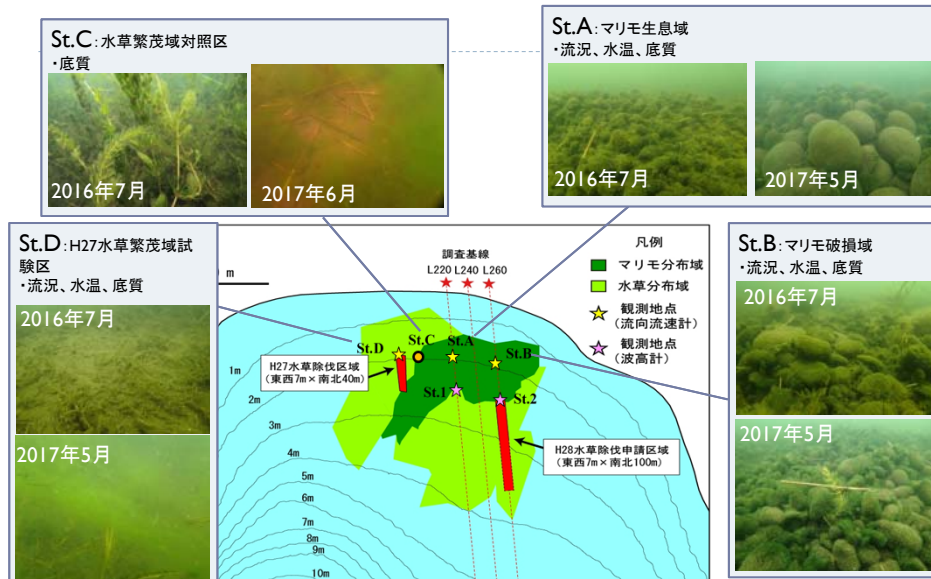 St.C:水草繁茂域対照区
・底質
2016年7月
2017年6月
St.A:マリモ生息域
・流況、水温、底質
2016年7月
2017年5月
St.D:H27水草繁茂域試
験区
・流況、水温、底質
2016年7月
2017年5月
St.B:マリモ破損域
・流況、水温、底質
2016年7月
2017年5月
m
調査基線
L220 L240 L260
凡例
マリモ分布域
水草分布域
観測地点
(流向流速計)
観測地点
(波高計)
St.D
St.C
St.A
St.B
St.1
St.2
H27水草除伐区域
(東西7m×南北40m)
H28水草除伐申請区域
(東西7m×南北100m)
1m
2m
3m
4m
5m
6m
7m
8m
9m
10m